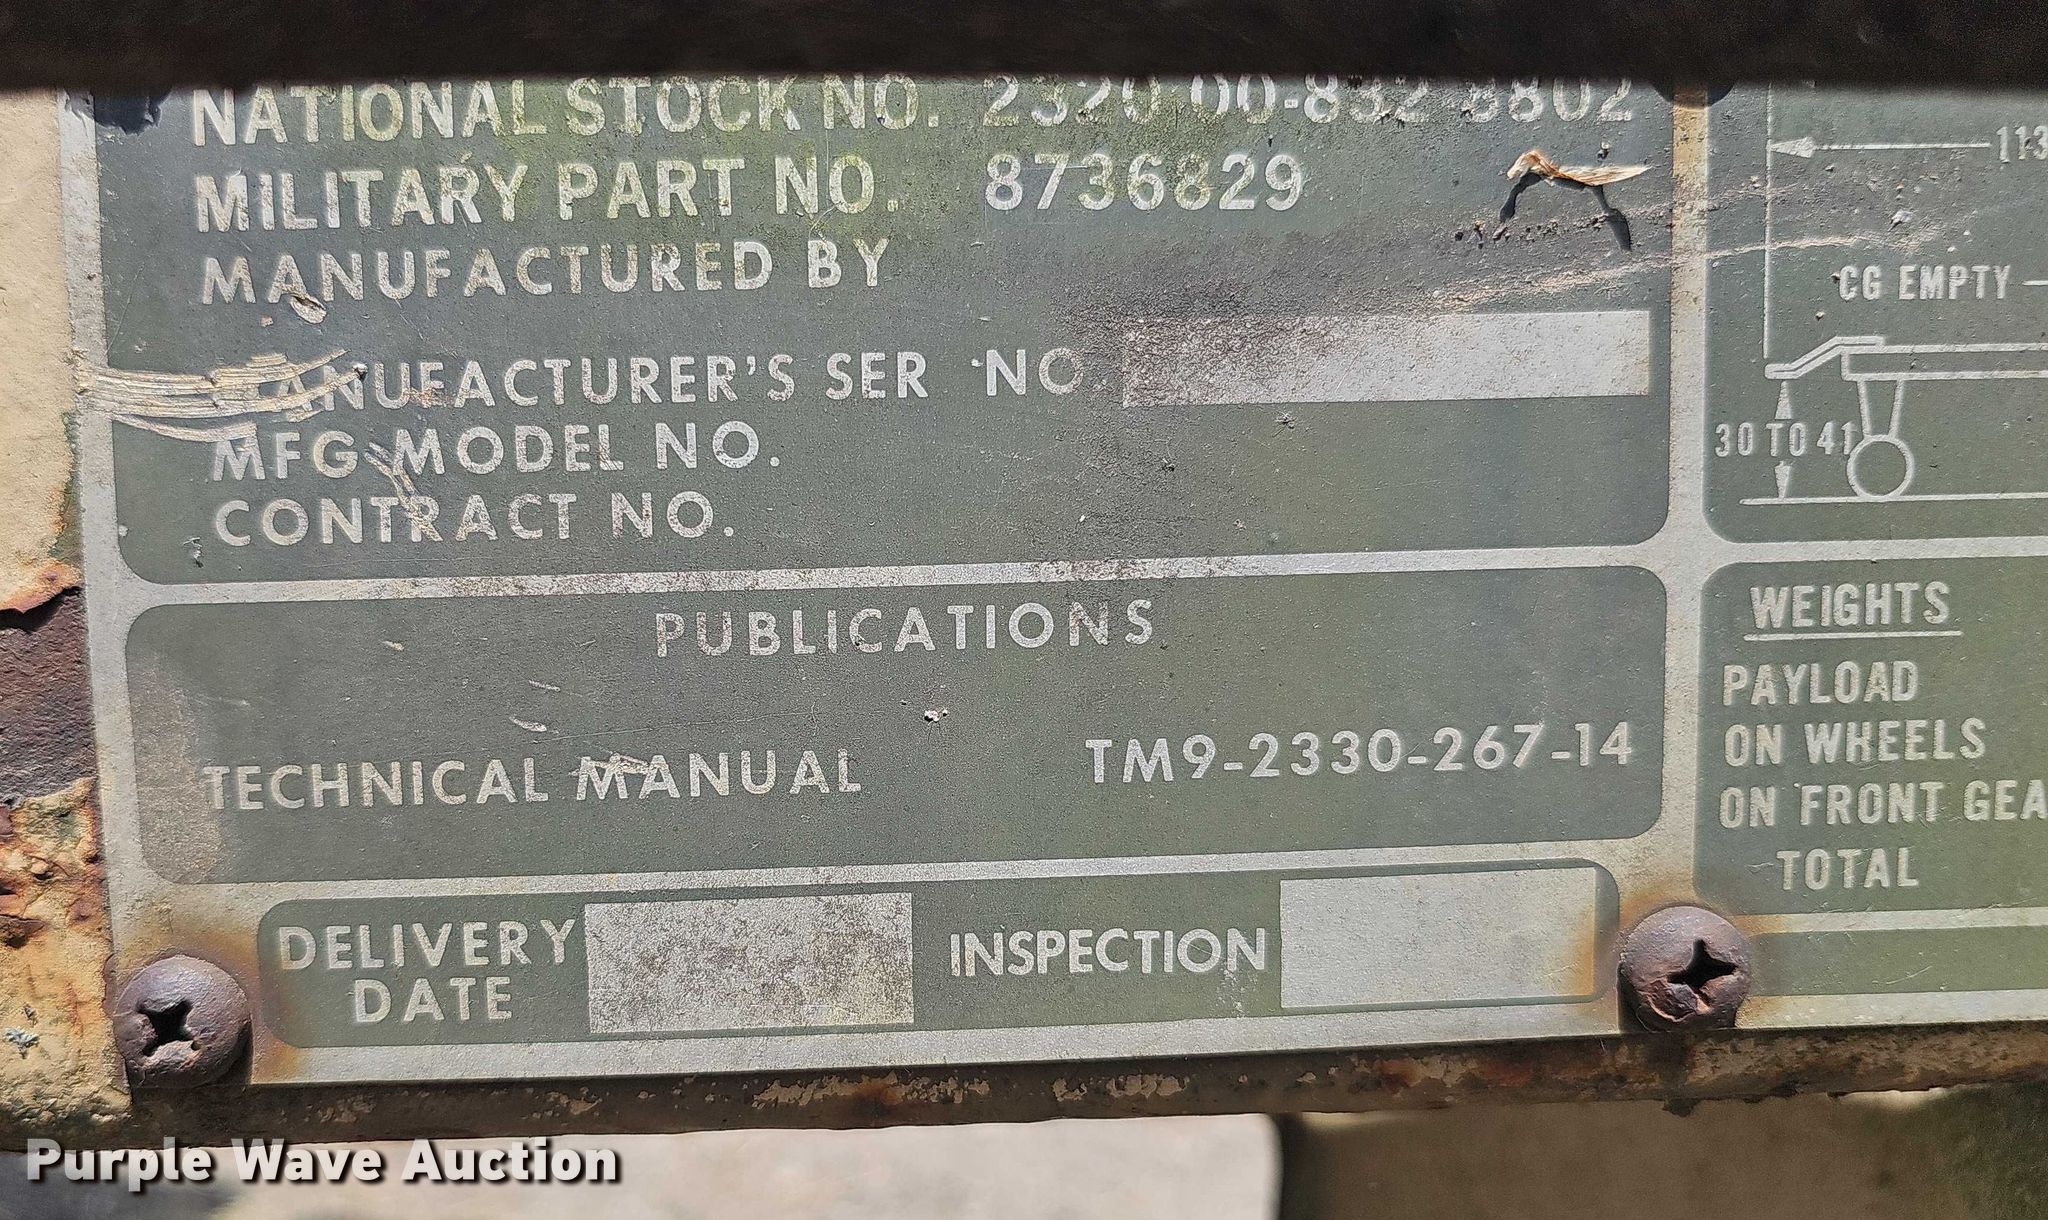 NATIONAL STOCK NO. 2320-00-832-8802
MILITARY PART NO. 8736829
MANUFACTURED BY
MANUFACTURER'S SER NO.
MFG MODEL NO.
CONTRACT NO.
PUBLICATIONS
TECHNICAL MANUAL TM9-2330-267-14
DELIVERY
DATE
INSPECTION
113
CG EMPTY
30 TO 41
WEIGHTS
PAYLOAD
ON WHEELS
ON FRONT GEA
TOTAL
Purple Wave Auction